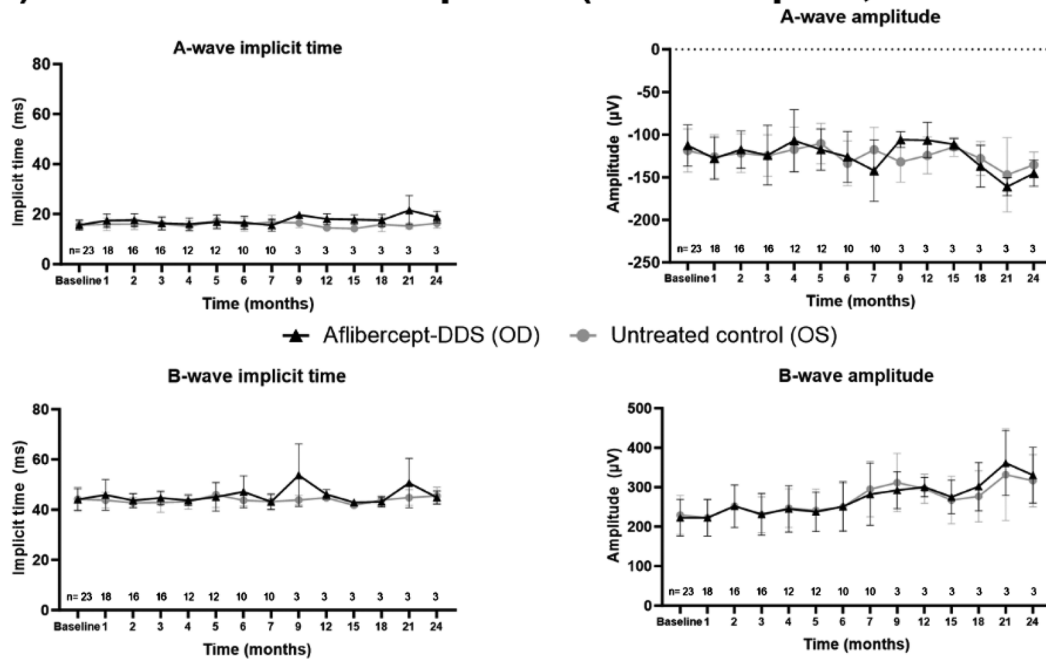 A-wave implicit time
80
60
40
20
0
Implicit time (ms)
n= 23 18 16 16 12 12 10 10 3 3 3 3 3 3
Baseline 1 2 3 4 5 6 7 9 12 15 18 21 24
Time (months)
A-wave amplitude
0
-50
-100
-150
-200
-250
Amplitude (µV)
n= 23 18 16 16 12 12 10 10 3 3 3 3 3 3
Baseline 1 2 3 4 5 6 7 9 12 15 18 21 24
Time (months)
Aflibercept-DDS (OD) Untreated control (OS)
B-wave implicit time
80
60
40
20
0
Implicit time (ms)
n= 23 18 16 16 12 12 10 10 3 3 3 3 3 3
Baseline 1 2 3 4 5 6 7 9 12 15 18 21 24
Time (months)
B-wave amplitude
500
400
300
200
100
0
Amplitude (µV)
n= 23 18 16 16 12 12 10 10 3 3 3 3 3 3
Baseline 1 2 3 4 5 6 7 9 12 15 18 21 24
Time (months)